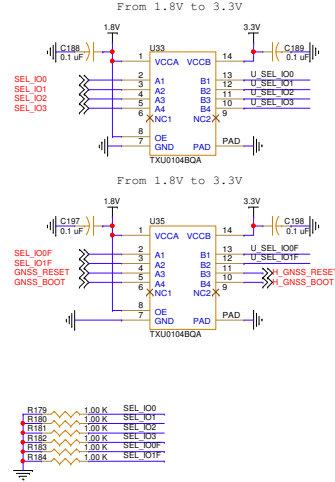 From 1.8V to 3.3V
1.8V
3.3V
C188
0.1 uF
U33
C189
0.1 uF
1
VCCA
VCCB
14
SEL_IO0
2
A1
B1
13
U_SEL_IO0
SEL_IO1
3
A2
B2
12
U_SEL_IO1
SEL_IO2
4
A3
B3
11
U_SEL_IO2
SEL_IO3
5
A4
B4
10
U_SEL_IO3
6
NC1
NC2
9
8
OE
7
GND
PAD
PAD
TXU0104BQA
From 1.8V to 3.3V
1.8V
3.3V
C197
0.1 uF
U35
C198
0.1 uF
1
VCCA
VCCB
14
SEL_IO0F
2
A1
B1
13
U_SEL_IO0F
SEL_IO1F
3
A2
B2
12
U_SEL_IO1F
GNSS_RESET
4
A3
B3
11
H_GNSS_RESET
GNSS_BOOT
5
A4
B4
10
H_GNSS_BOOT
6
NC1
NC2
9
8
OE
7
GND
PAD
PAD
TXU0104BQA
R179 1.00 K SEL_IO0
R180 1.00 K SEL_IO1
R181 1.00 K SEL_IO2
R182 1.00 K SEL_IO3
R183 1.00 K SEL_IO0F
R184 1.00 K SEL_IO1F